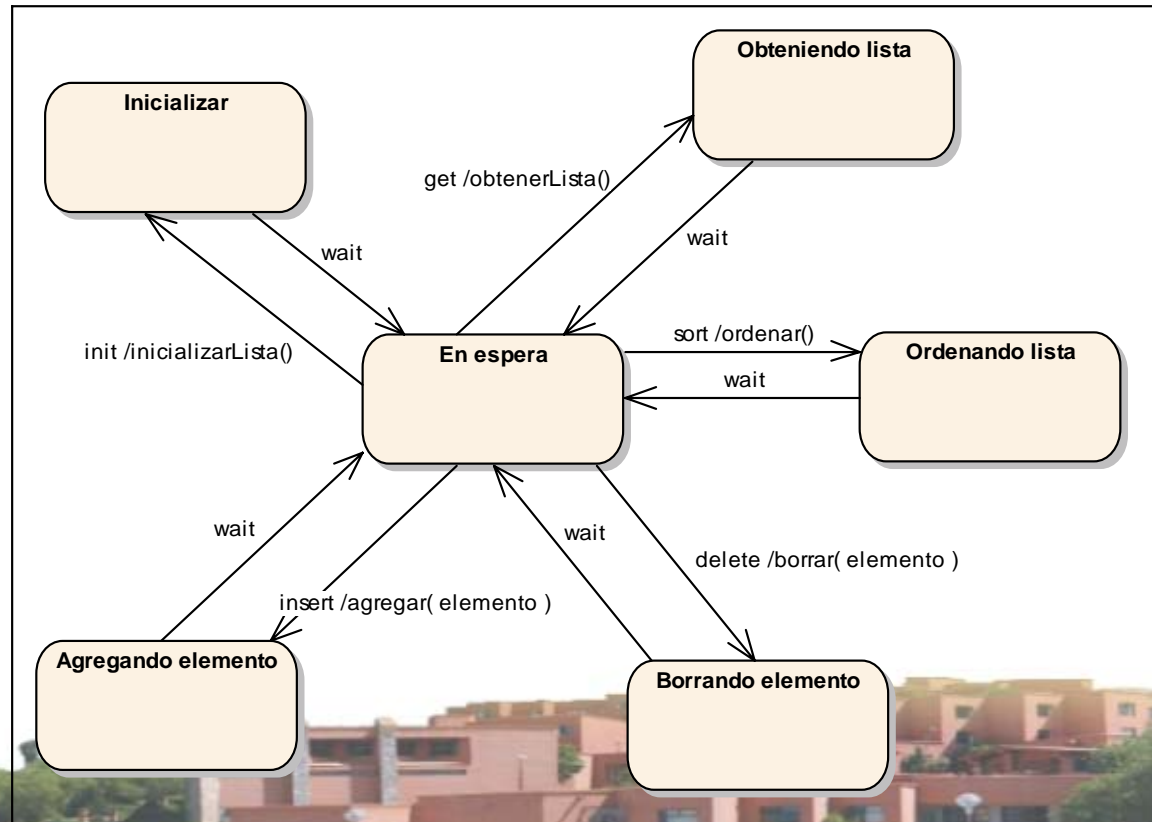 Obteniendo lista
Inicializar
get /obtenerLista()
wait
wait
init /inicializarLista()
En espera
sort /ordenar()
Ordenando lista
wait
wait
wait
delete /borrar( elemento )
insert /agregar( elemento )
Agregando elemento
Borrando elemento